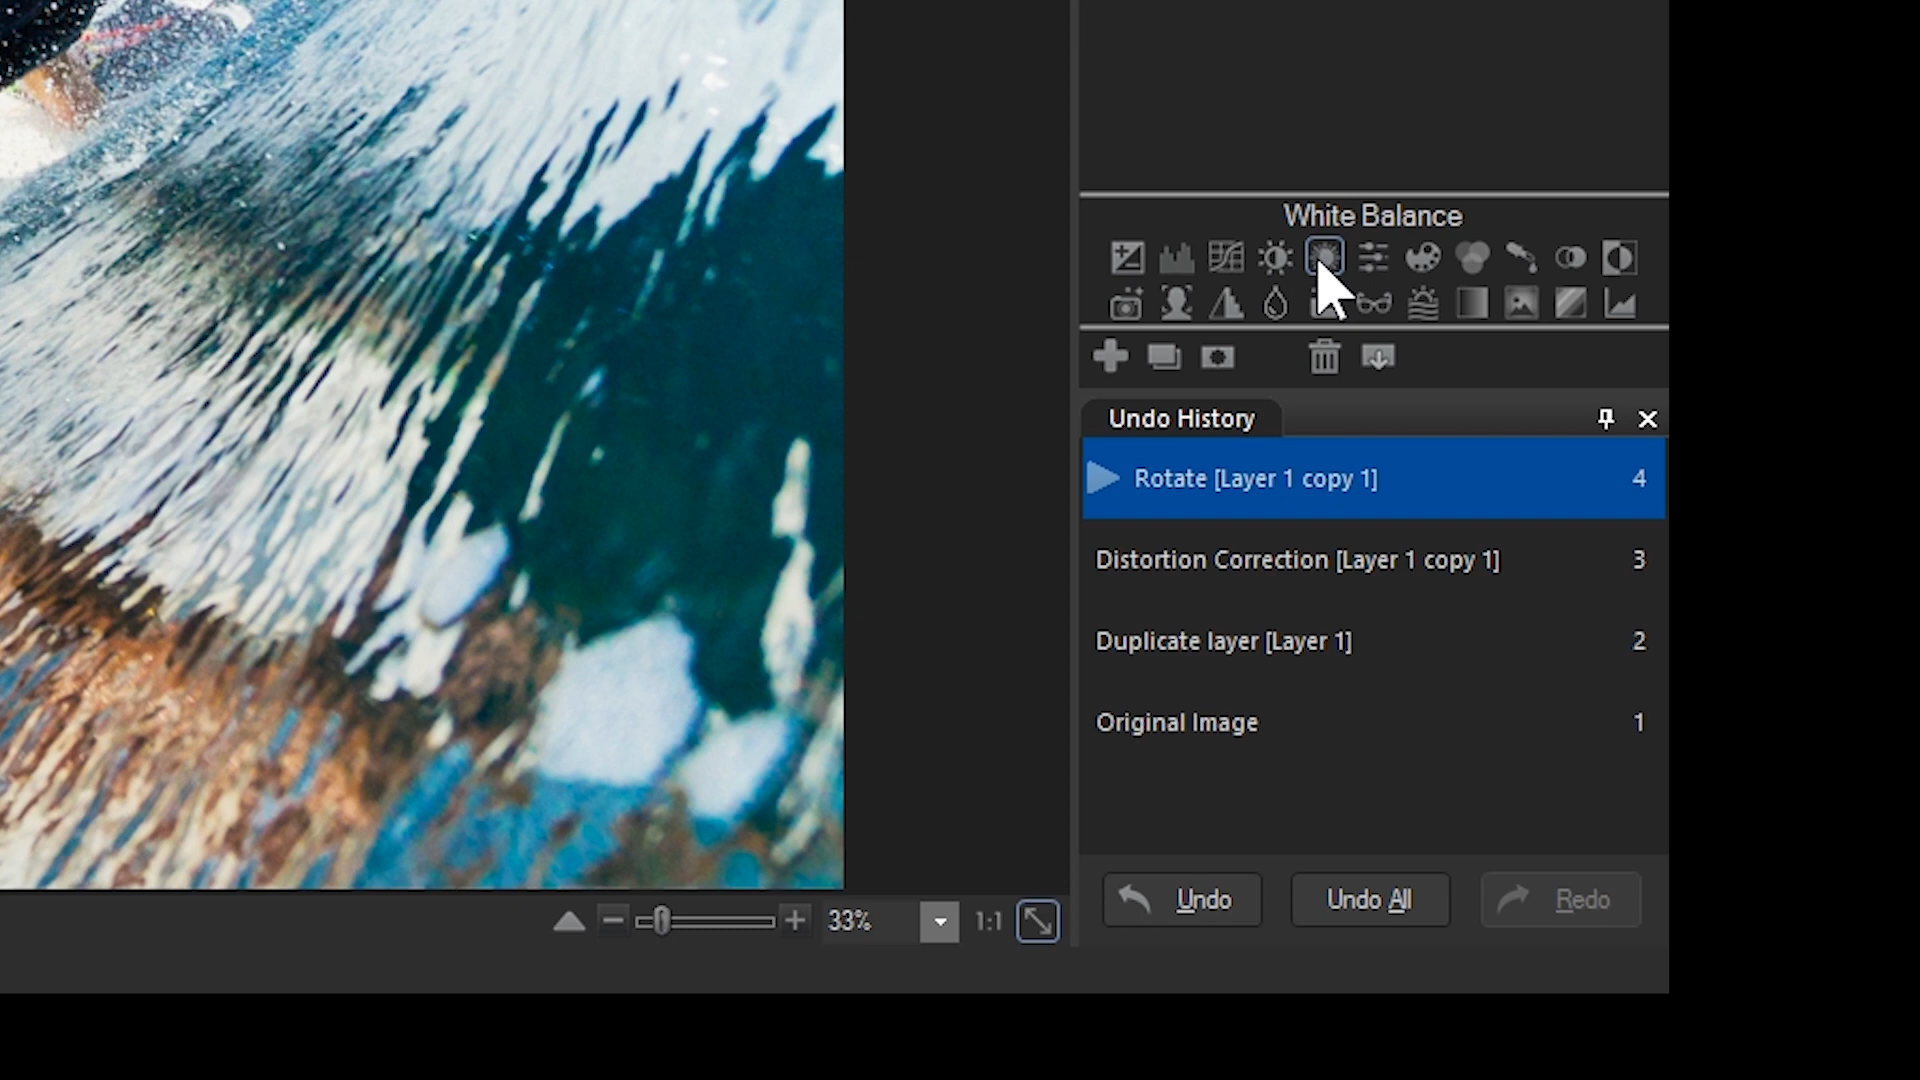 White Balance
Undo History
Rotate [Layer 1 copy 1] 4
Distortion Correction [Layer 1 copy 1] 3
Duplicate layer [Layer 1] 2
Original Image 1
Undo Undo All Redo
33% 1:1